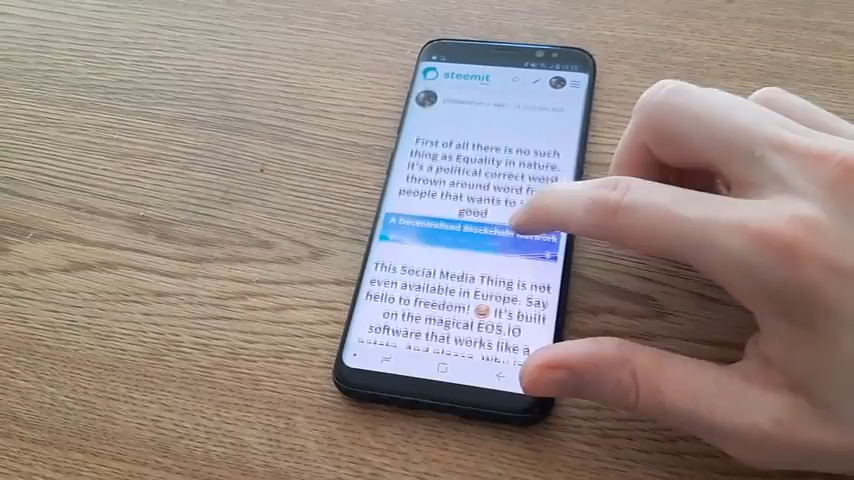 steemit
First of all there is no such
thing as Equality in nature.
it's a political correct word
thrown around word
people that wants to
good
A Decentralised Blockchain Network
This Social Media Thing is not
even available in Europe. Say
hello to freedom! It's built
on the magical EOS.IO
software that works like a